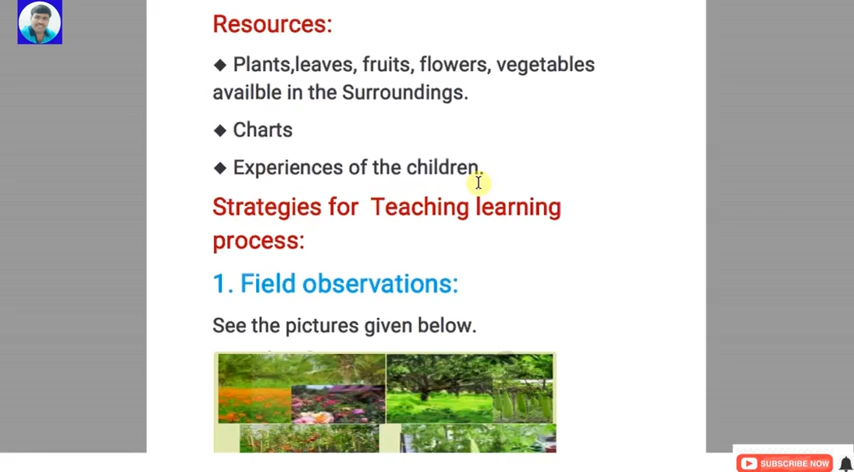 Resources:
◆ Plants,leaves, fruits, flowers, vegetables
availble in the Surroundings.
◆ Charts
◆ Experiences of the children.
Strategies for Teaching learning
process:
1. Field observations:
See the pictures given below.
SUBSCRIBE NOW